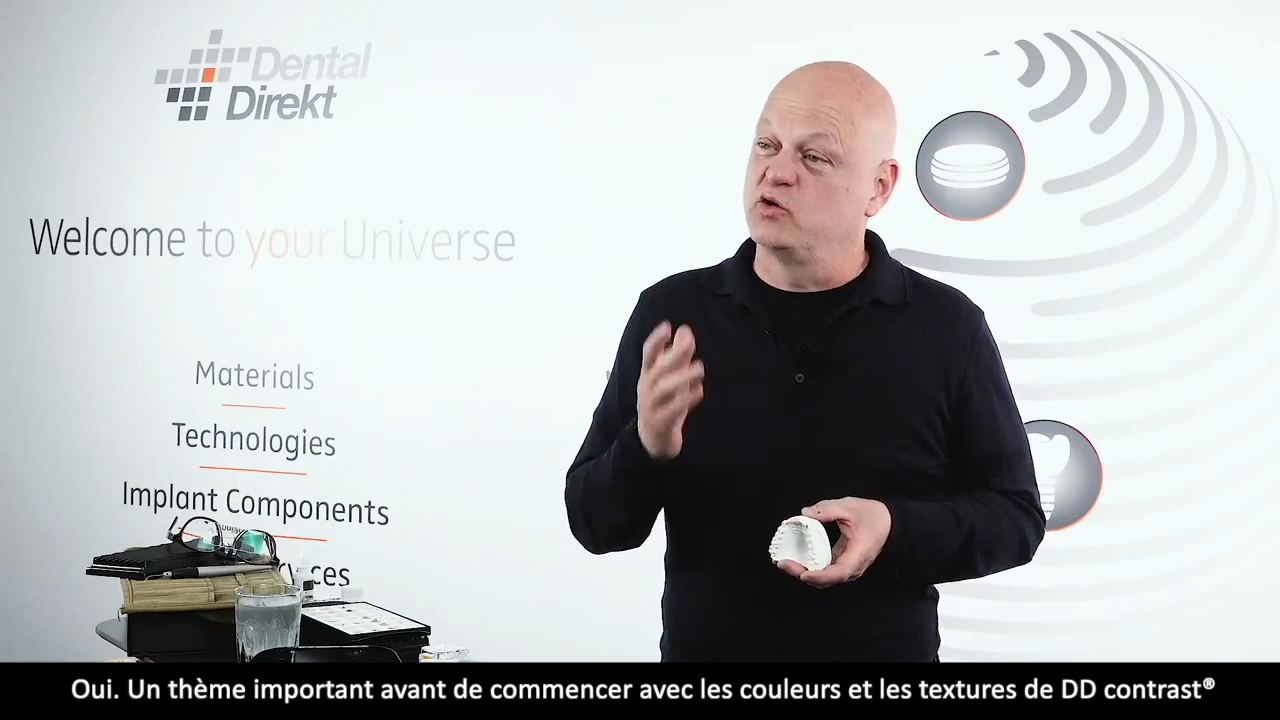 Dental
Direkt
Welcome to your Universe
Materials
Technologies
Implant Components
Oui. Un thème important avant de commencer avec les couleurs et les textures de DD contrast®